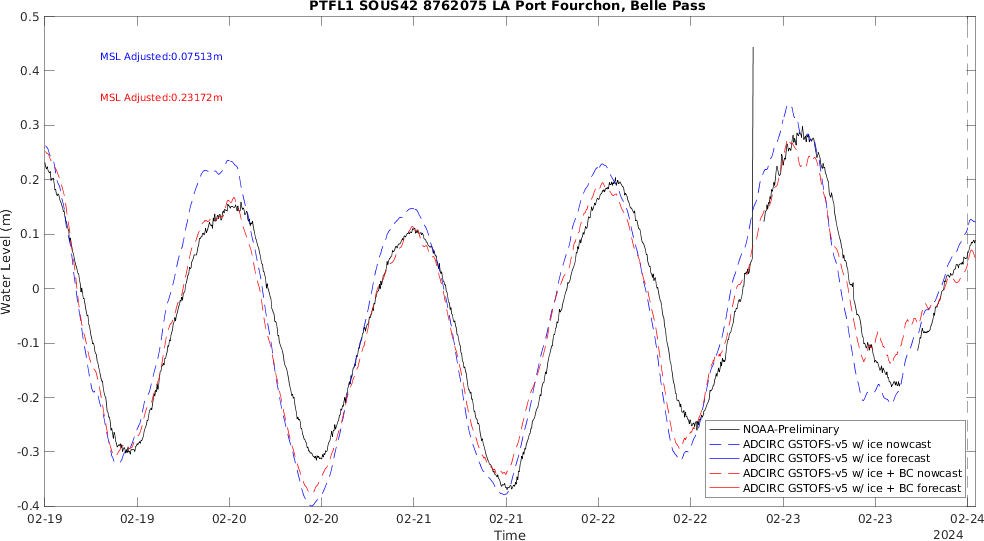 PTFL1 SOUS42 8762075 LA Port Fourchon, Belle Pass
0.5
MSL Adjusted:0.07513m
0.4
MSL Adjusted:0.23172m
0.3
0.2
0.1
0
-0.1
-0.2
-0.3
-0.4
Water Level (m)
NOAA-Preliminary
ADCIRC GSTOFS-v5 w/ ice nowcast
ADCIRC GSTOFS-v5 w/ ice forecast
ADCIRC GSTOFS-v5 w/ ice + BC nowcast
ADCIRC GSTOFS-v5 w/ ice + BC forecast
02-19 02-19 02-20 02-20 02-21 02-21 02-22 02-22 02-23 02-23 02-24
Time
2024